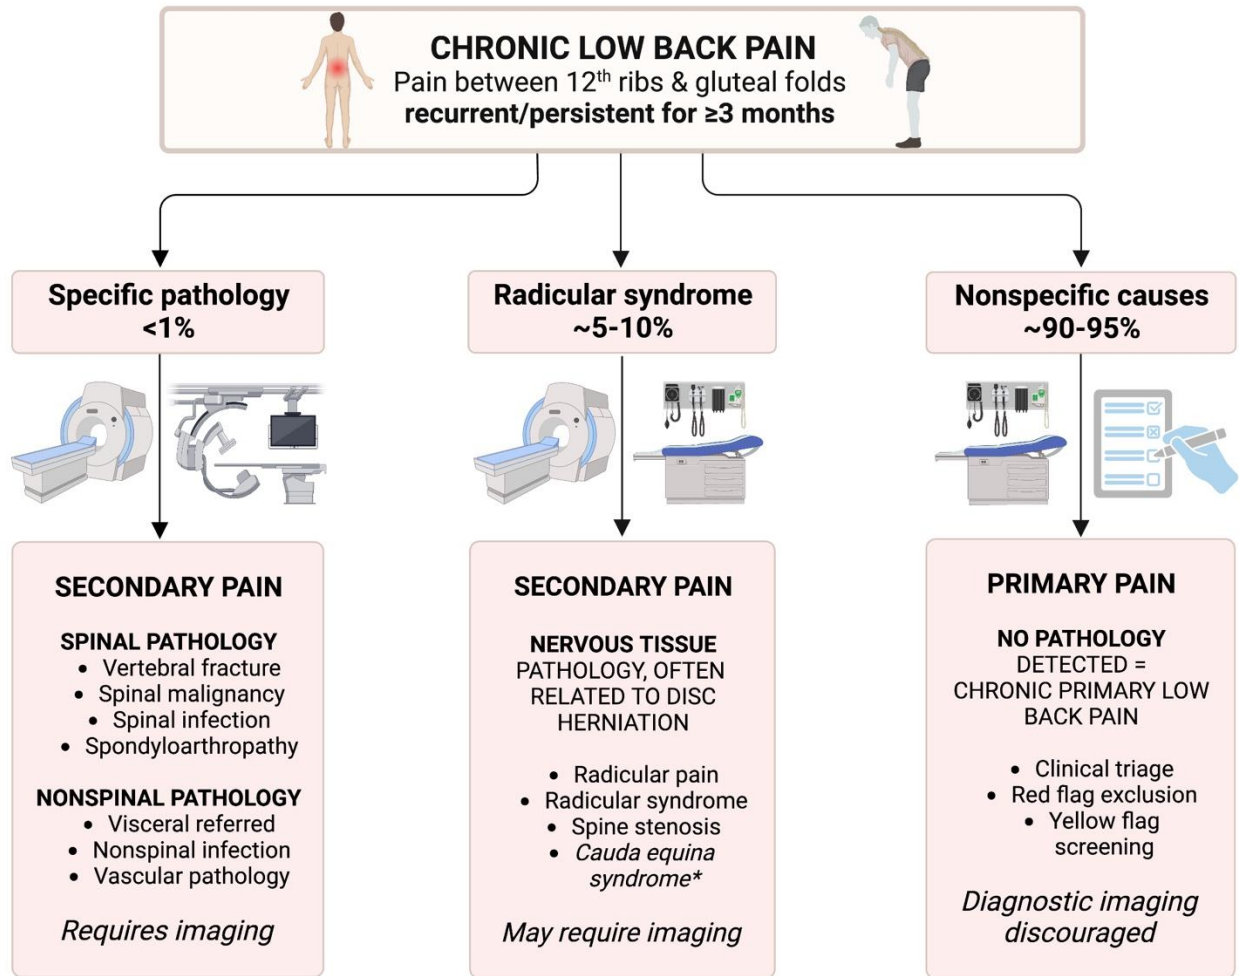 CHRONIC LOW BACK PAIN
Pain between 12th ribs & gluteal folds
recurrent/persistent for ≥3 months
Specific pathology
<1%
Radicular syndrome
~5-10%
Nonspecific causes
~90-95%
SECONDARY PAIN
SPINAL PATHOLOGY
• Vertebral fracture
• Spinal malignancy
• Spinal infection
• Spondyloarthropathy
NONSPINAL PATHOLOGY
• Visceral referred
• Nonspinal infection
• Vascular pathology
Requires imaging
SECONDARY PAIN
NERVOUS TISSUE
PATHOLOGY, OFTEN
RELATED TO DISC
HERNIATION
• Radicular pain
• Radicular syndrome
• Spine stenosis
• Cauda equina
syndrome*
May require imaging
PRIMARY PAIN
NO PATHOLOGY
DETECTED =
CHRONIC PRIMARY LOW
BACK PAIN
• Clinical triage
• Red flag exclusion
• Yellow flag
screening
Diagnostic imaging
discouraged